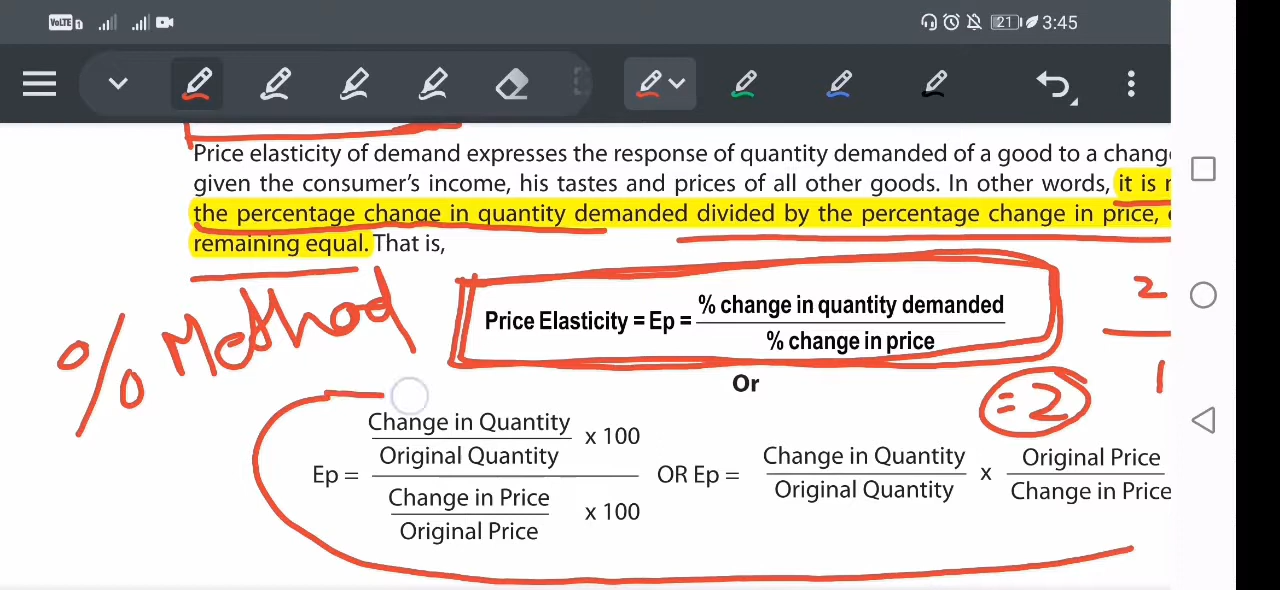 VoLTE 21 3:45
Price elasticity of demand expresses the response of quantity demanded of a good to a chang
given the consumer's income, his tastes and prices of all other goods. In other words, it is
the percentage change in quantity demanded divided by the percentage change in price,
remaining equal. That is,
% Method
Price Elasticity = Ep = % change in quantity demanded
% change in price
2
1
= 2
Or
Ep = Change in Quantity
Original Quantity x 100
Change in Price
Original Price x 100
OR Ep = Change in Quantity
Original Quantity
x Original Price
Change in Price